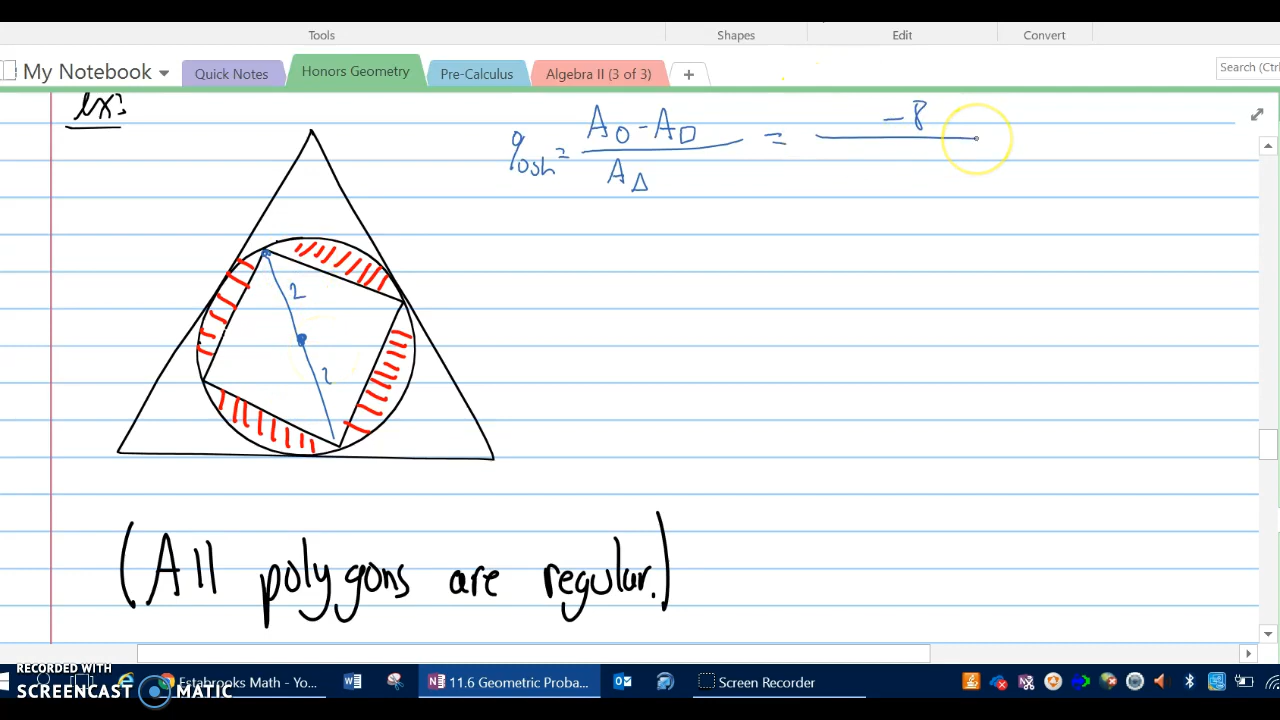 Tools Shapes Edit Convert
My Notebook Quick Notes Honors Geometry Pre-Calculus Algebra II (3 of 3) + Search (Ctrl
ex:
%sh = A○ - A□ / A△ = - 8
2
2
(All polygons are regular.)
RECORDED WITH
SCREENCAST MATIC
Estabrooks Math - Yo... 11.6 Geometric Proba... Screen Recorder